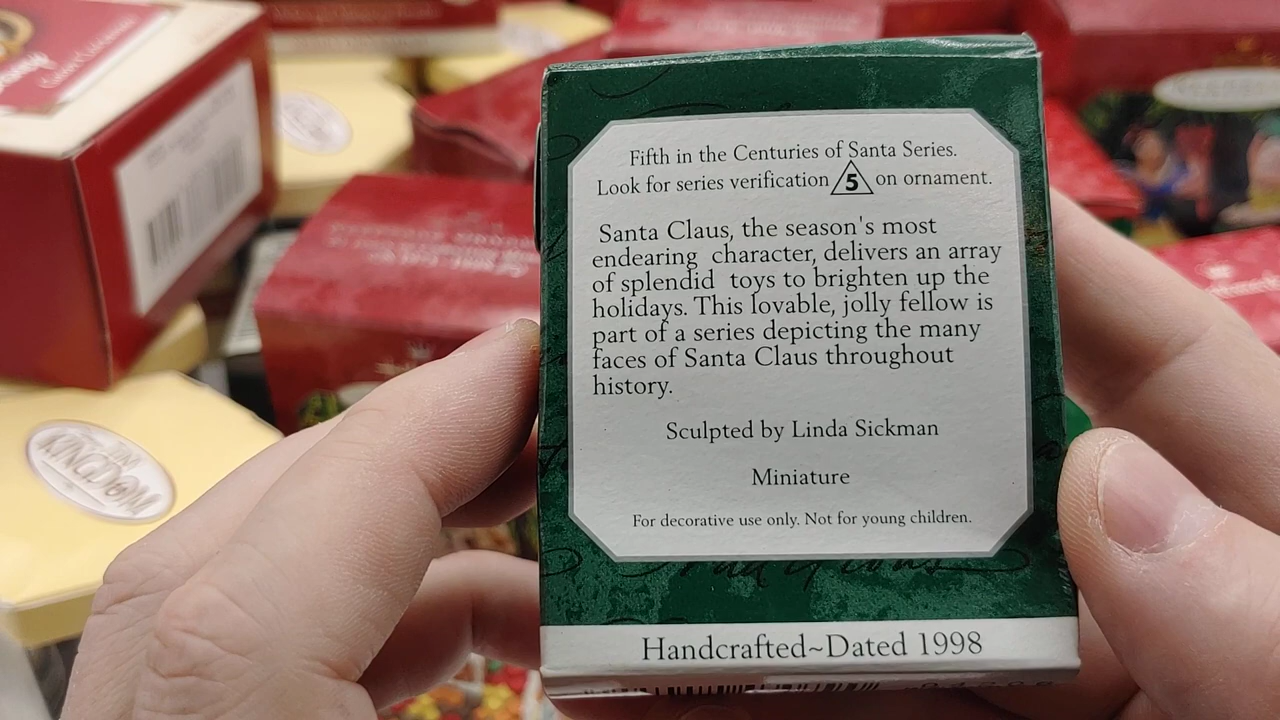 Fifth in the Centuries of Santa Series.
Look for series verification 5 on ornament.
Santa Claus, the season's most
endearing character, delivers an array
of splendid toys to brighten up the
holidays. This lovable, jolly fellow is
part of a series depicting the many
faces of Santa Claus throughout
history.
Sculpted by Linda Sickman
Miniature
For decorative use only. Not for young children.
Handcrafted~Dated 1998
KINGDOM